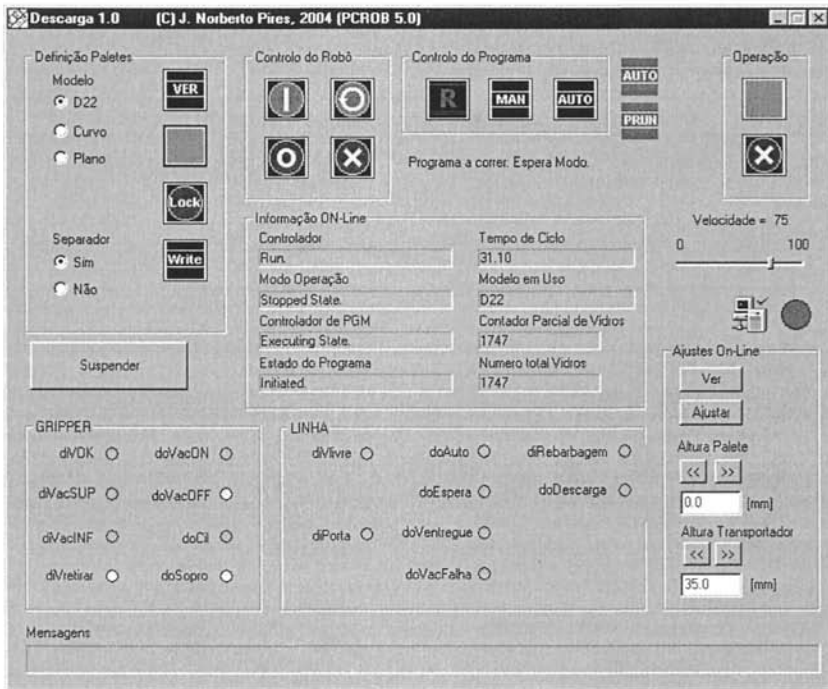 Descarga 1.0 (C) J. Norberto Pires, 2004 (PCROB 5.0)
Definição Paletes
Modelo
D22
Curvo
Plano
VER
Lock
Separador
Sim
Não
Write
Suspender
Controlo do Robô
Controlo do Programa
R
MAN
AUTO
AUTO
PRUN
Programa a correr. Espera Modo.
Operação
Velocidade = 75
0 100
Informação ON-Line
Controlador
Run.
Modo Operação
Stopped State.
Controlador de PGM
Executing State.
Estado do Programa
Initiated.
Tempo de Ciclo
31.10
Modelo em Uso
D22
Contador Parcial de Vidros
1747
Numero total Vidros
1747
Ajustes On-Line
Ver
Ajustar
Altura Palete
<< >>
0.0 [mm]
Altura Transportador
<< >>
35.0 [mm]
GRIPPER
diVOK doVacON
diVacSUP doVacOFF
diVacINF doCil
diVretirar doSopro
LINHA
diVlivre doAuto diRebarbagem
doEspera doDescarga
diPorta doVentregue
doVacFalha
Mensagens